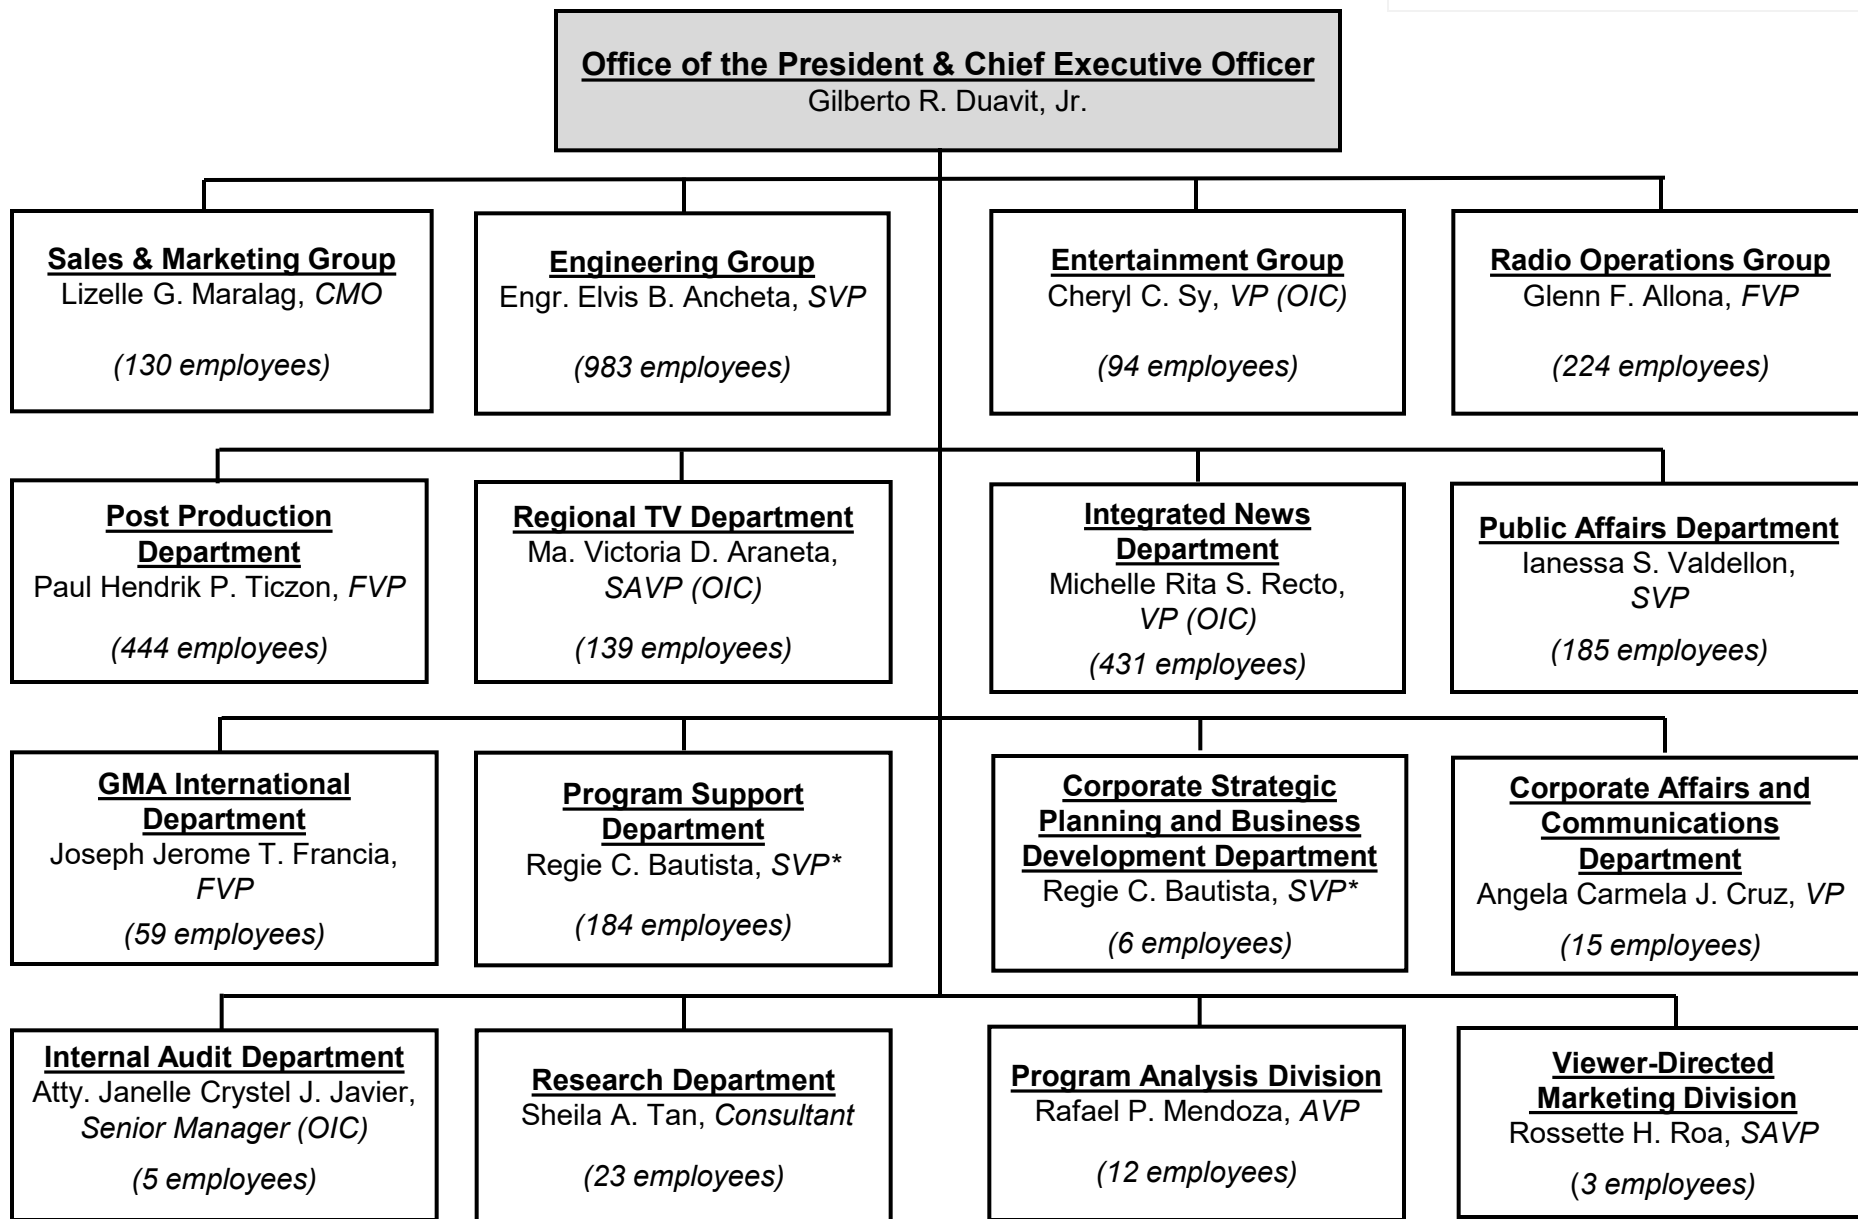 Office of the President & Chief Executive Officer
Gilberto R. Duavit, Jr.
Sales & Marketing Group
Lizelle G. Maralag, CMO
(130 employees)
Engineering Group
Engr. Elvis B. Ancheta, SVP
(983 employees)
Entertainment Group
Cheryl C. Sy, VP (OIC)
(94 employees)
Radio Operations Group
Glenn F. Allona, FVP
(224 employees)
Post Production
Department
Paul Hendrik P. Ticzon, FVP
(444 employees)
Regional TV Department
Ma. Victoria D. Araneta,
SAVP (OIC)
(139 employees)
Integrated News
Department
Michelle Rita S. Recto,
VP (OIC)
(431 employees)
Public Affairs Department
Ianessa S. Valdellon,
SVP
(185 employees)
GMA International
Department
Joseph Jerome T. Francia,
FVP
(59 employees)
Program Support
Department
Regie C. Bautista, SVP*
(184 employees)
Corporate Strategic
Planning and Business
Development Department
Regie C. Bautista, SVP*
(6 employees)
Corporate Affairs and
Communications
Department
Angela Carmela J. Cruz, VP
(15 employees)
Internal Audit Department
Atty. Janelle Crystel J. Javier,
Senior Manager (OIC)
(5 employees)
Research Department
Sheila A. Tan, Consultant
(23 employees)
Program Analysis Division
Rafael P. Mendoza, AVP
(12 employees)
Viewer-Directed
Marketing Division
Rossette H. Roa, SAVP
(3 employees)